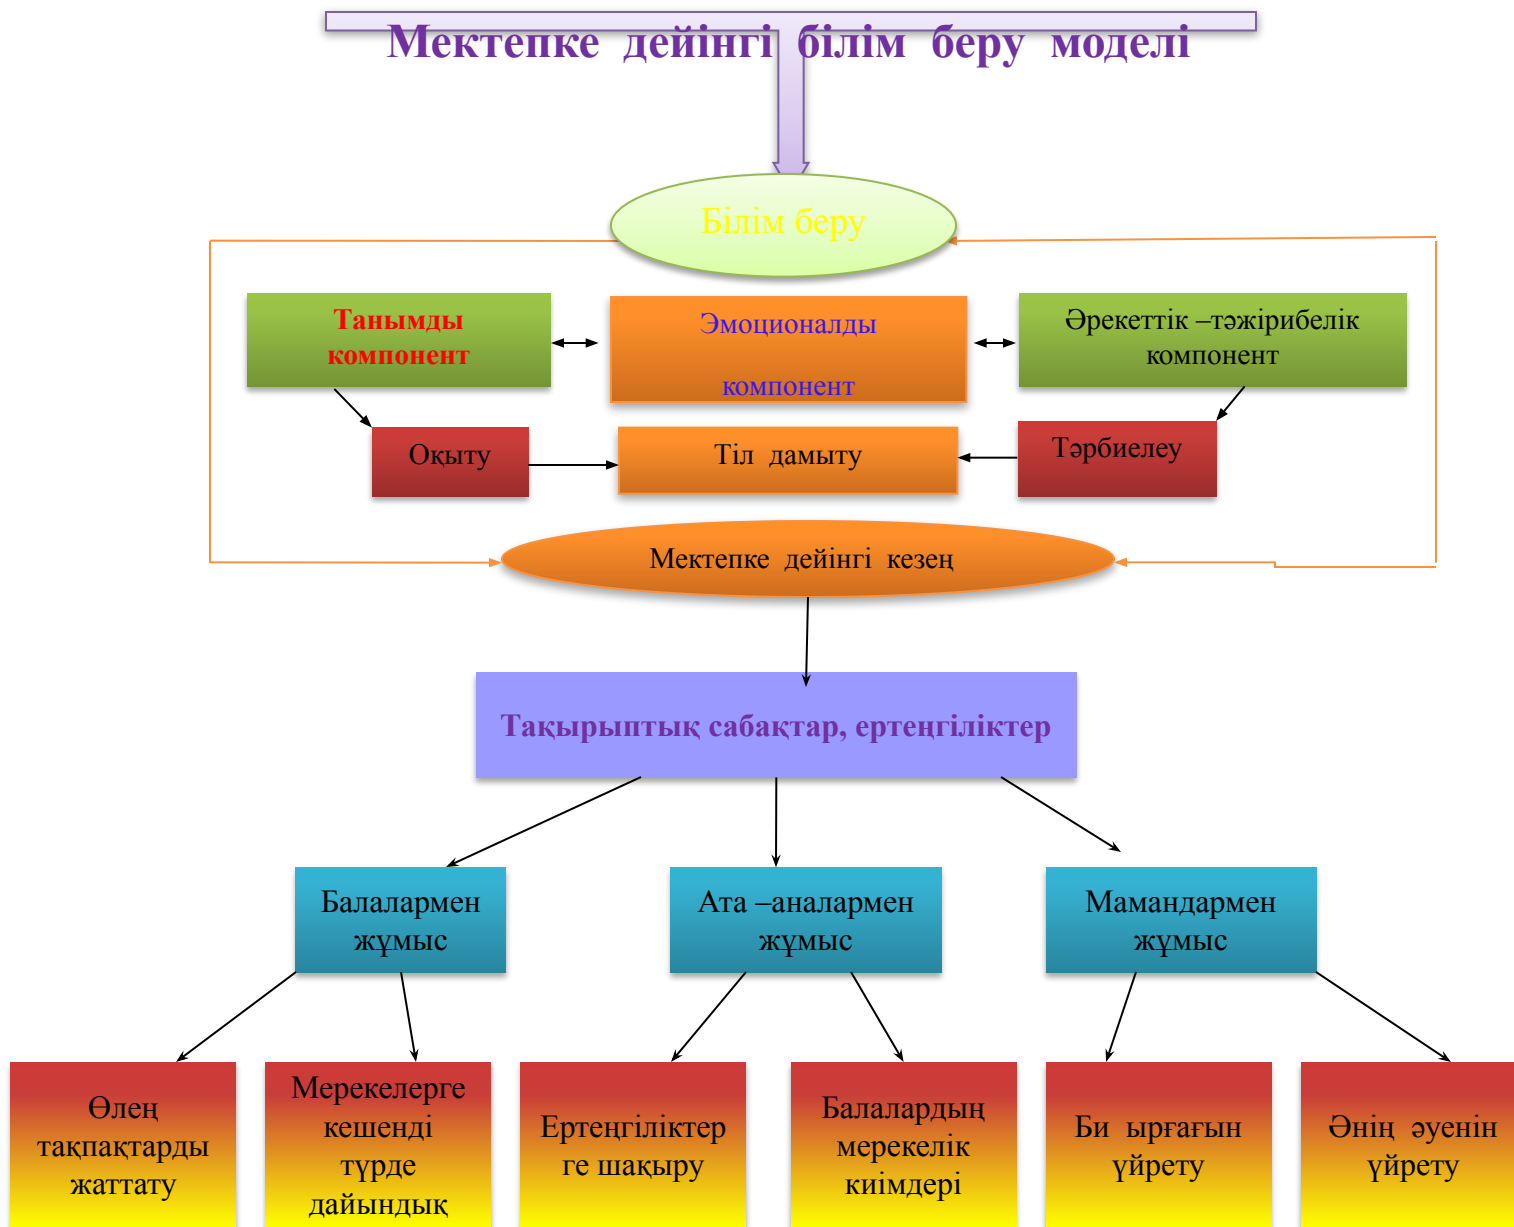 Мектепке дейінгі білім беру моделі
Білім беру
Танымды
компонент
Эмоционалды
компонент
Әрекеттік –тәжірибелік
компонент
Оқыту
Тіл дамыту
Тәрбиелеу
Мектепке дейінгі кезең
Тақырыптық сабақтар, ертеңгіліктер
Балалармен
жұмыс
Ата –аналармен
жұмыс
Мамандармен
жұмыс
Өлең
тақпақтарды
жаттату
Мерекелерге
кешенді
түрде
дайындық
Ертеңгіліктер
ге шақыру
Балалардың
мерекелік
киімдері
Би ырғағын
үйрету
Әнің әуенін
үйрету